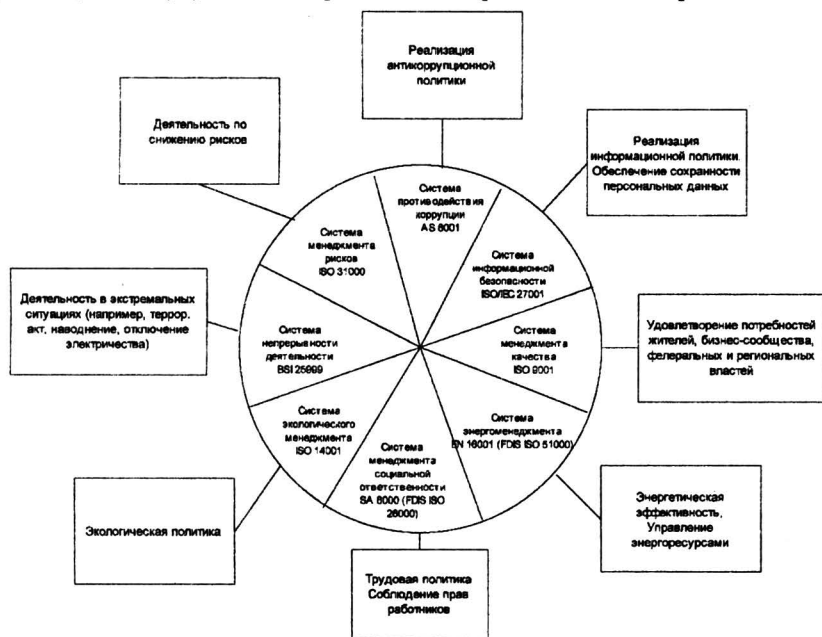 Реализация
антикоррупционной
политики
Деятельность по
снижению рисков
Реализация
информационной политики.
Обеспечение сохранности
персональных данных
Система
противодействия
коррупции
AS 8001
Система
менеджмента
рисков
ISO 31000
Система
информационной
безопасности
ISO/IEC 27001
Деятельность в экстремальных
ситуациях (например, террор.
акт, наводнение, отключение
электричества)
Система
непрерывности
деятельности
BSI 25999
Система
менеджмента
качества
ISO 9001
Удовлетворение потребностей
жителей, бизнес-сообщества,
фелеральных и региональных
властей
Система
экологического
менеджмента
ISO 14001
Система
энергоменеджмента
EN 16001 (FDIS ISO 51000)
Система
менеджмента
социальной
ответственности
SA 8000 (FDIS ISO
26000)
Экологическая политика
Энергетическая
эффективность,
Управление
энергоресурсами
Трудовая политика
Соблюдение прав
работников